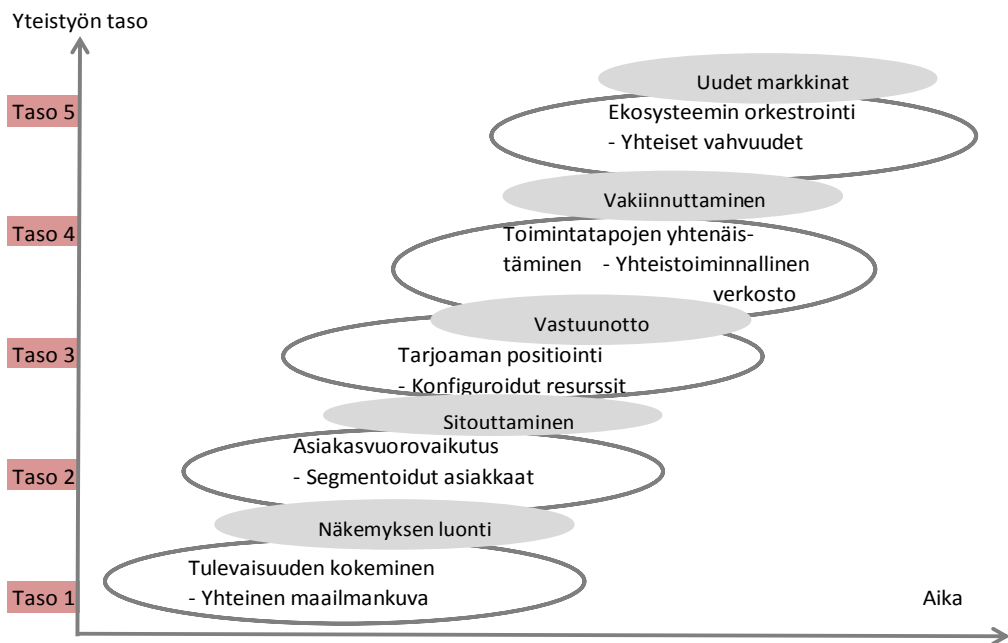 Yteistyön taso
Uudet markkinat
Taso 5
Ekosysteemin orkestrointi
- Yhteiset vahvuudet
Vakiinnuttaminen
Taso 4
Toimintatapojen yhtenäis-
täminen - Yhteistoiminnallinen
verkosto
Vastuunotto
Taso 3
Tarjoaman positiointi
- Konfiguroidut resurssit
Sitouttaminen
Asiakasvuorovaikutus
Taso 2
- Segmentoidut asiakkaat
Näkemyksen luonti
Tulevaisuuden kokeminen
Taso 1
- Yhteinen maailmankuva
Aika